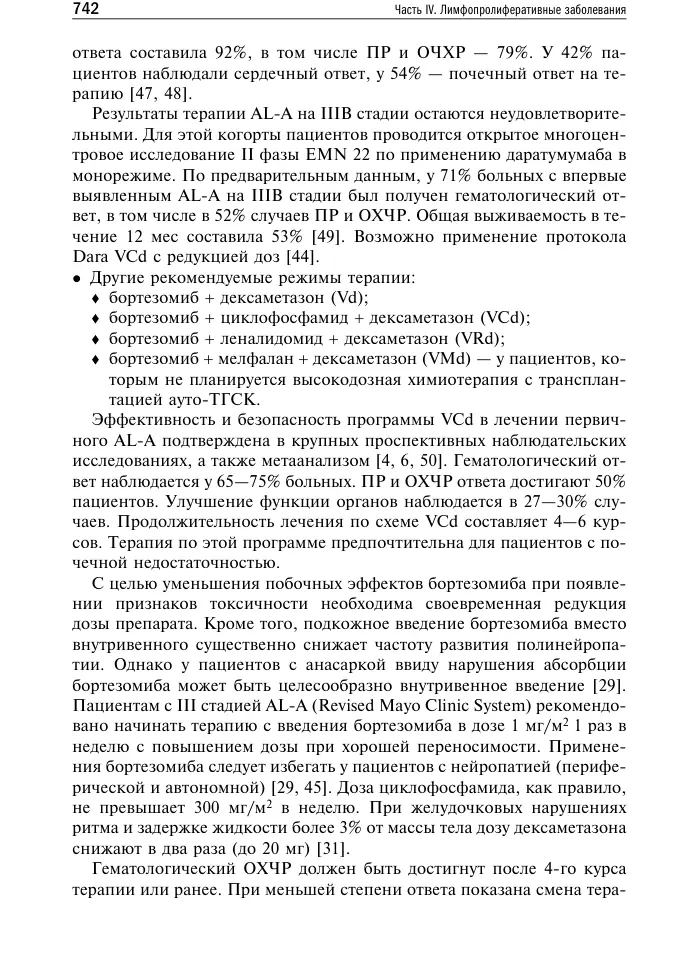 742
Часть IV. Лимфопролиферативные заболевания
ответа составила 92%, в том числе ПР и ОЧХР — 79%. У 42% па-
циентов наблюдали сердечный ответ, у 54% — почечный ответ на те-
рапию [47, 48].
Результаты терапии AL-A на IIIB стадии остаются неудовлетворите-
льными. Для этой когорты пациентов проводится открытое многоцен-
тровое исследование II фазы EMN 22 по применению даратумумаба в
монорежиме. По предварительным данным, у 71% больных с впервые
выявленным AL-A на IIIB стадии был получен гематологический от-
вет, в том числе в 52% случаев ПР и ОХЧР. Общая выживаемость в те-
чение 12 мес составила 53% [49]. Возможно применение протокола
Dara VCd с редукцией доз [44].
● Другие рекомендуемые режимы терапии:
♦ бортезомиб + дексаметазон (Vd);
♦ бортезомиб + циклофосфамид + дексаметазон (VCd);
♦ бортезомиб + леналидомид + дексаметазон (VRd);
♦ бортезомиб + мелфалан + дексаметазон (VMd) — у пациентов, ко-
торым не планируется высокодозная химиотерапия с транспланта-
тацией ауто-ТГСК.
Эффективность и безопасность программы VCd в лечении первич-
ного AL-A подтверждена в крупных проспективных наблюдательских
исследованиях, а также метаанализом [4, 6, 50]. Гематологический от-
вет наблюдается у 65—75% больных. ПР и ОХЧР ответа достигают 50%
пациентов. Улучшение функции органов наблюдается в 27—30% слу-
чаев. Продолжительность лечения по схеме VCd составляет 4—6 кур-
сов. Терапия по этой программе предпочтительна для пациентов с по-
чечной недостаточностью.
С целью уменьшения побочных эффектов бортезомиба при появле-
нии признаков токсичности необходима своевременная редукция
дозы препарата. Кроме того, подкожное введение бортезомиба вместо
внутривенного существенно снижает частоту развития полинейропа-
тии. Однако у пациентов с анасаркой ввиду нарушения абсорбции
бортезомиба может быть целесообразно внутривенное введение [29].
Пациентам с III стадией AL-A (Revised Mayo Clinic System) рекомендо-
вано начинать терапию с введения бортезомиба в дозе 1 мг/м² 1 раз в
неделю с повышением дозы при хорошей переносимости. Примене-
ния бортезомиба следует избегать у пациентов с нейропатией (перифе-
рической и автономной) [29, 45]. Доза циклофосфамида, как правило,
не превышает 300 мг/м² в неделю. При желудочковых нарушениях
ритма и задержке жидкости более 3% от массы тела дозу дексаметазона
снижают в два раза (до 20 мг) [31].
Гематологический ОХЧР должен быть достигнут после 4-го курса
терапии или ранее. При меньшей степени ответа показана смена тера-